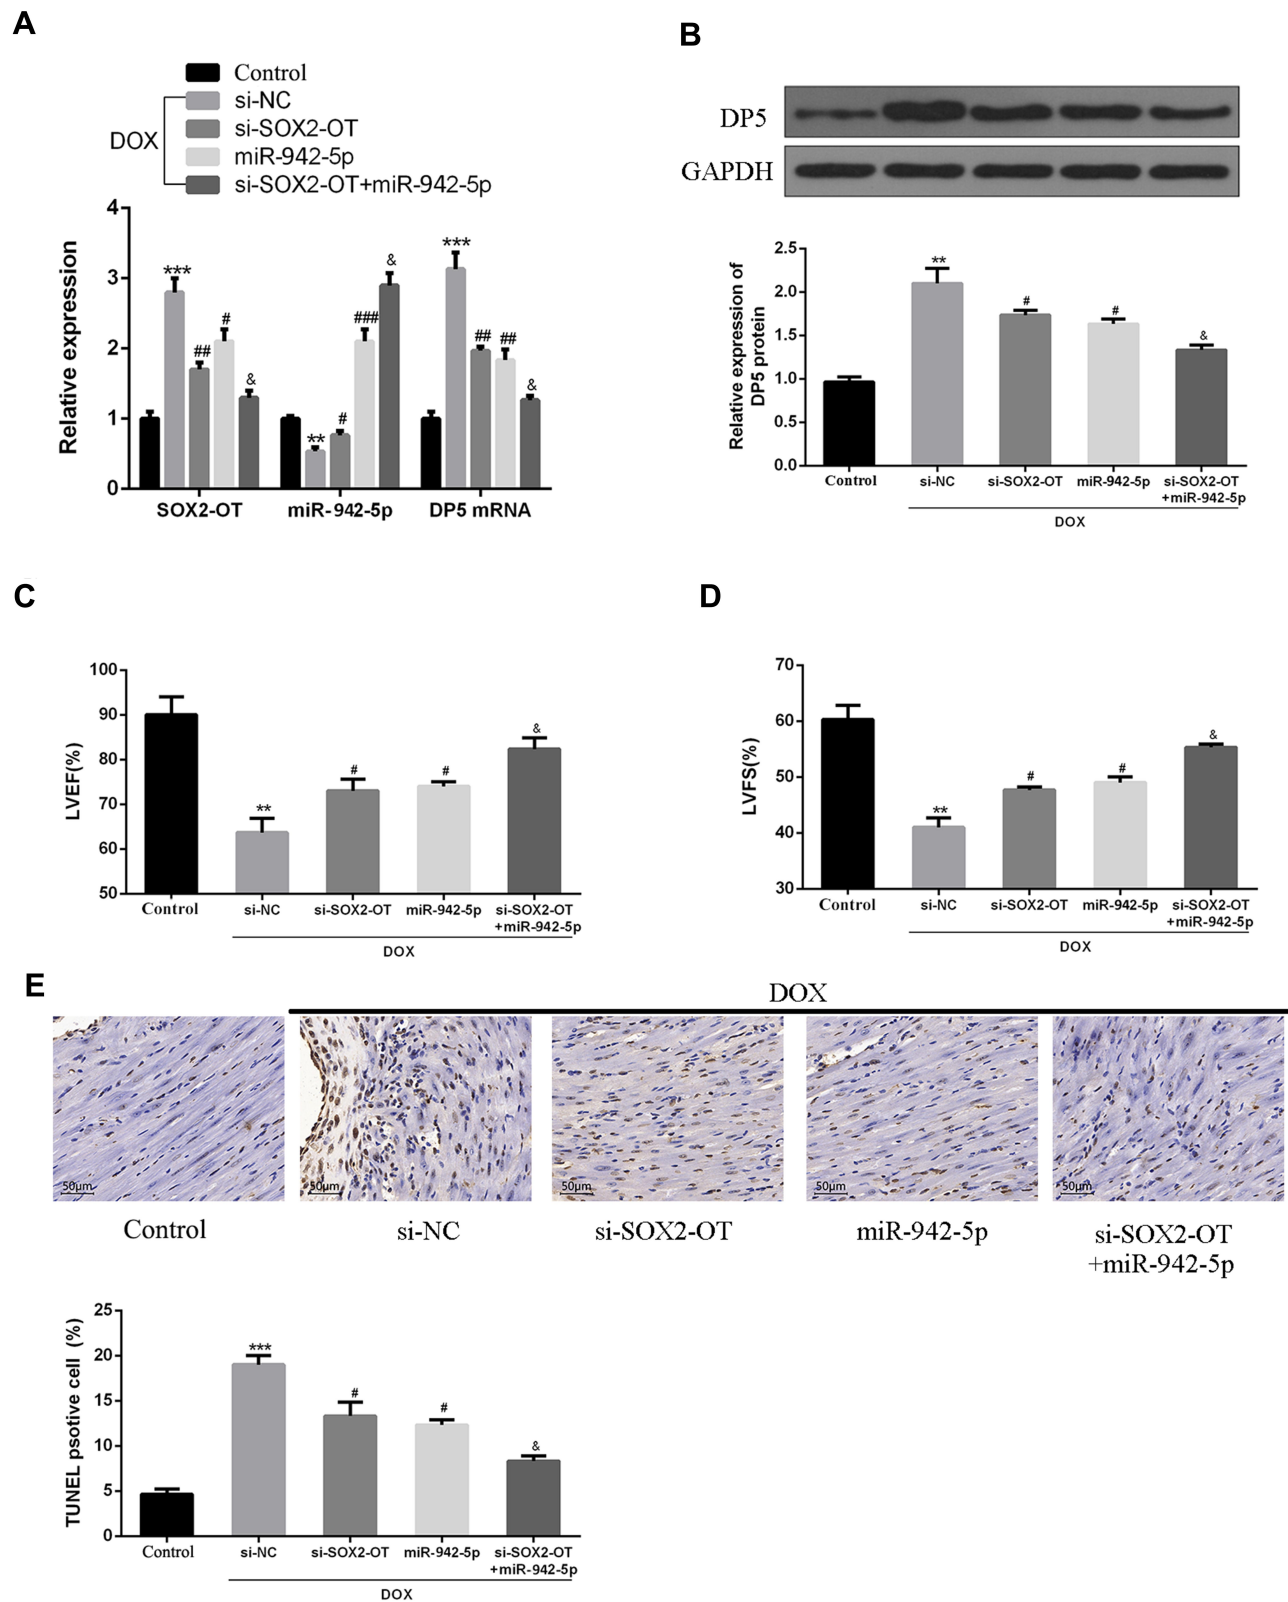 A
Control
si-NC
si-SOX2-OT
miR-942-5p
si-SOX2-OT+miR-942-5p
DOX
Relative expression
4
3
2
1
0
***
##
#
&
**
#
###
&
***
##
##
&
SOX2-OT
miR-942-5p
DP5 mRNA
B
DP5
GAPDH
Relative expression of
DP5 protein
2.5
2.0
1.5
1.0
0.5
0.0
**
#
#
&
Control
si-NC
si-SOX2-OT
miR-942-5p
si-SOX2-OT
+miR-942-5p
DOX
C
LVEF(%)
100
90
80
70
60
50
**
#
#
&
Control
si-NC
si-SOX2-OT
miR-942-5p
si-SOX2-OT
+miR-942-5p
DOX
D
LVFS(%)
70
60
50
40
30
**
#
#
&
Control
si-NC
si-SOX2-OT
miR-942-5p
si-SOX2-OT
+miR-942-5p
DOX
E
DOX
50μm
50μm
50μm
50μm
50μm
Control
si-NC
si-SOX2-OT
miR-942-5p
si-SOX2-OT
+miR-942-5p
TUNEL psotive cell (%)
25
20
15
10
5
0
***
#
#
&
Control
si-NC
si-SOX2-OT
miR-942-5p
si-SOX2-OT
+miR-942-5p
DOX